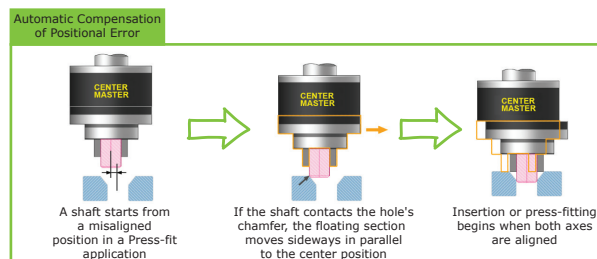 Automatic Compensation
of Positional Error
CENTER
MASTER
CENTER
MASTER
CENTER
MASTER
A shaft starts from
a misaligned
position in a Press-fit
application
If the shaft contacts the hole's
chamfer, the floating section
moves sideways in parallel
to the center position
Insertion or press-fitting
begins when both axes
are aligned